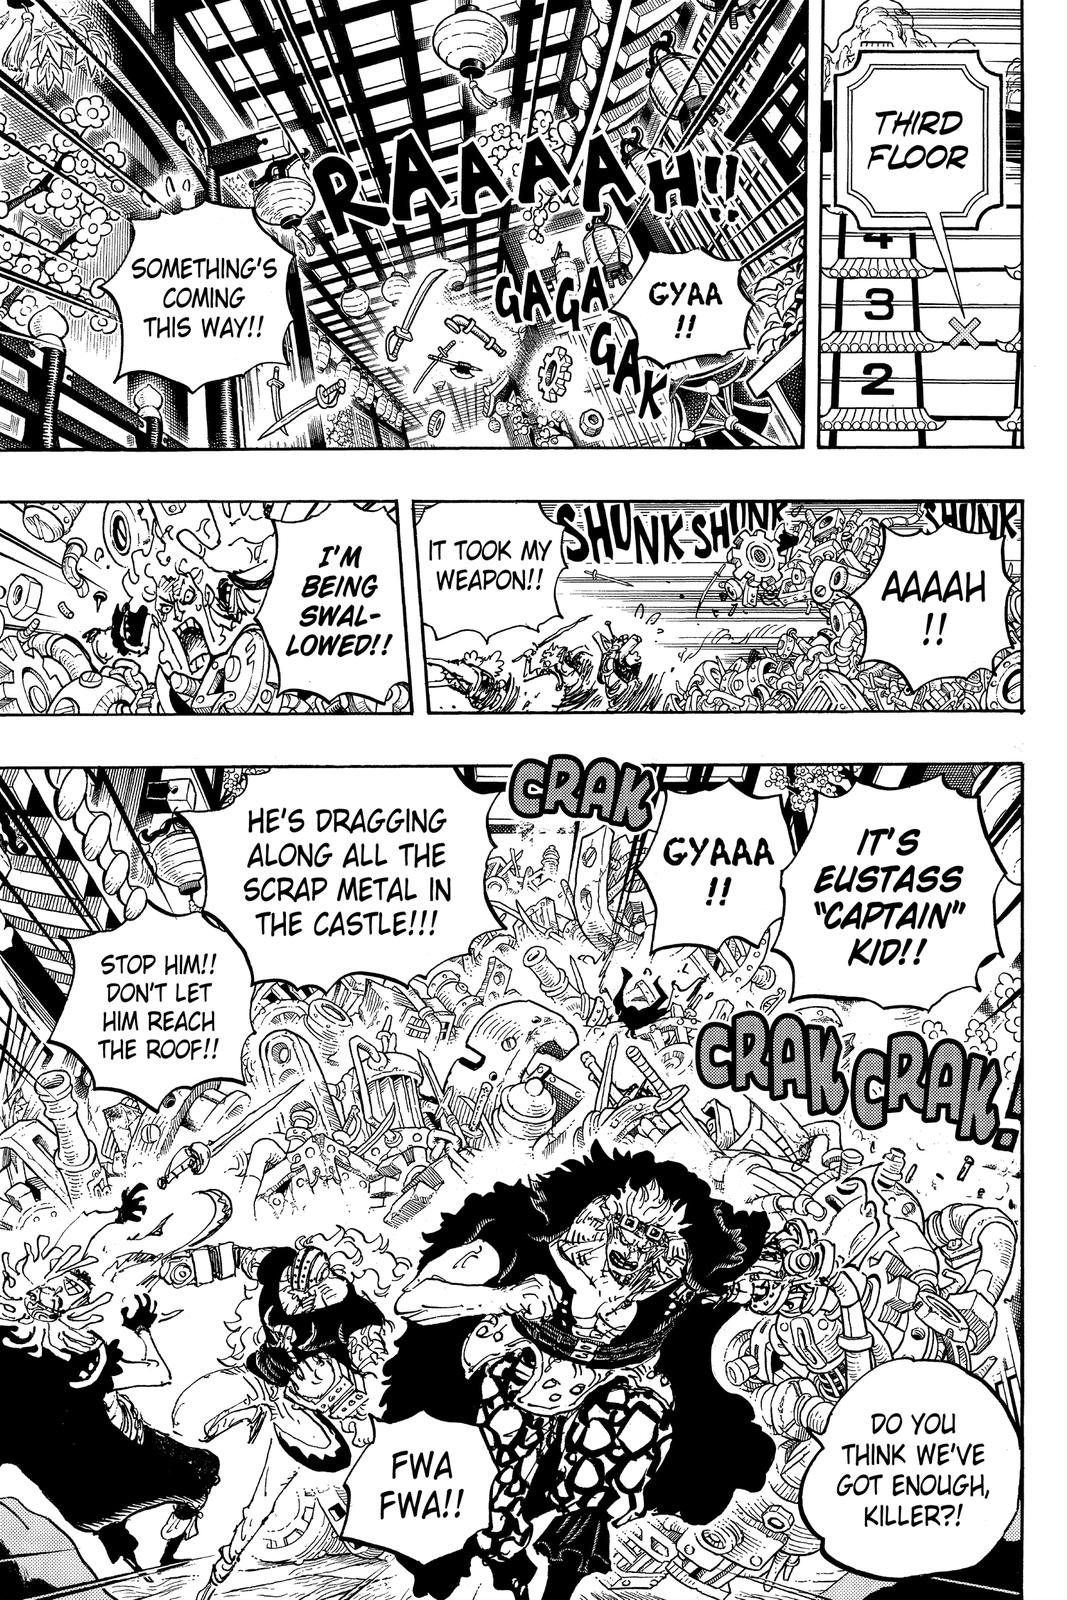 THIRD
FLOOR
4
3
2
RAAAAAH!!
GYAA
!!
GAGA
GAK
SOMETHING'S
COMING
THIS WAY!!
SHUNK
SHUNK-SHUNK
AAAAH
!!
IT TOOK MY
WEAPON!!
I'M
BEING
SWAL-
LOWED!!
IT'S
EUSTASS
"CAPTAIN"
KID!!
GYAAA
!!
CRAK
HE'S DRAGGING
ALONG ALL THE
SCRAP METAL IN
THE CASTLE!!!
STOP HIM!!
DON'T LET
HIM REACH
THE ROOF!!
CRAK CRAK!
DO YOU
THINK WE'VE
GOT ENOUGH,
KILLER?!
FWA
FWA!!